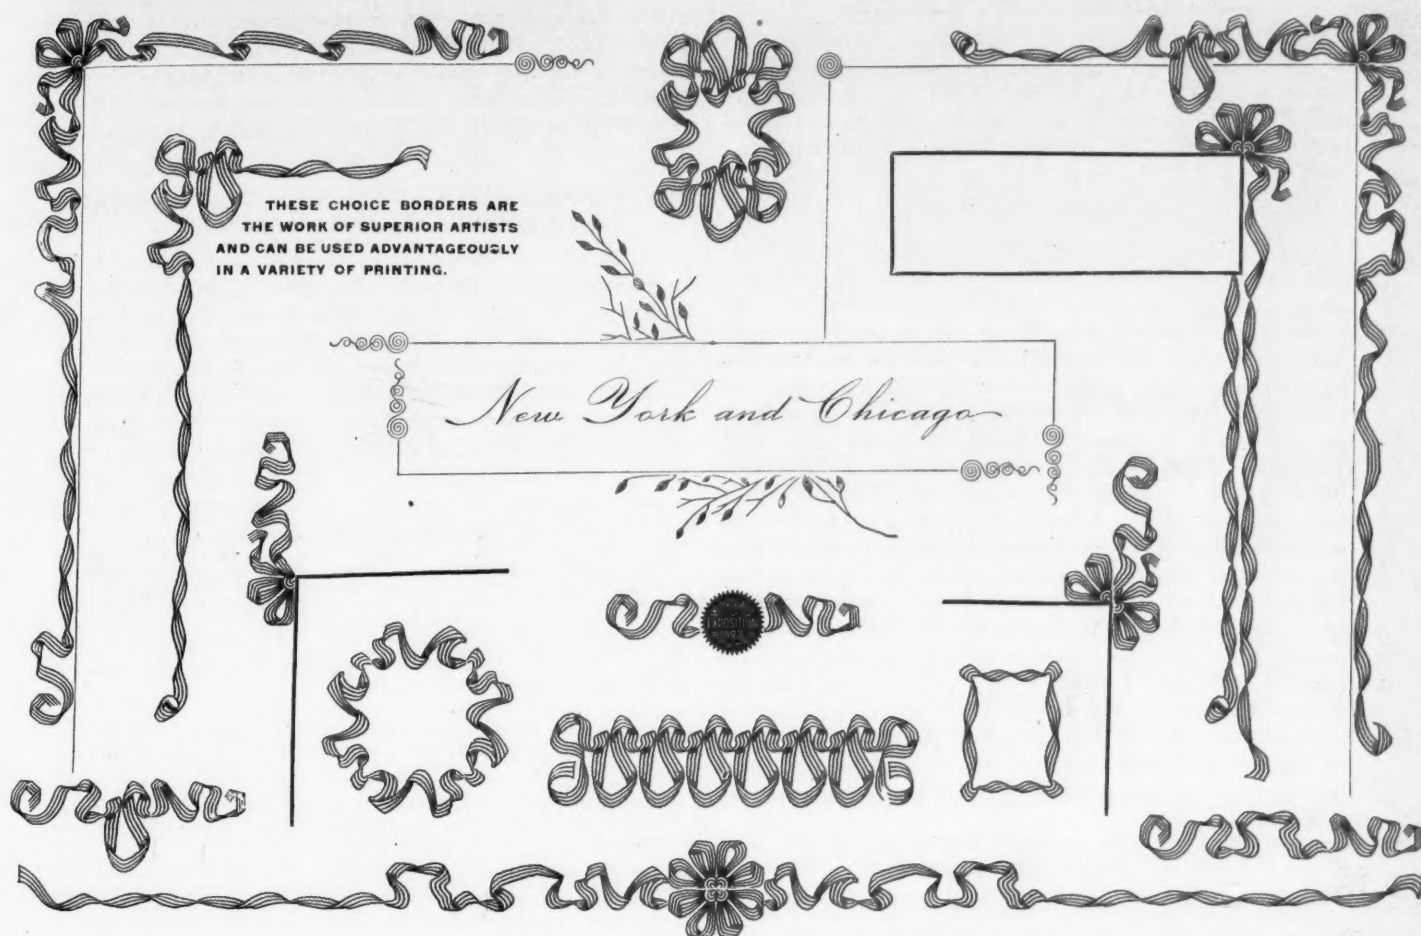 THESE CHOICE BORDERS ARE
THE WORK OF SUPERIOR ARTISTS
AND CAN BE USED ADVANTAGEOUSLY
IN A VARIETY OF PRINTING.
New York and Chicago
EXPOSITION